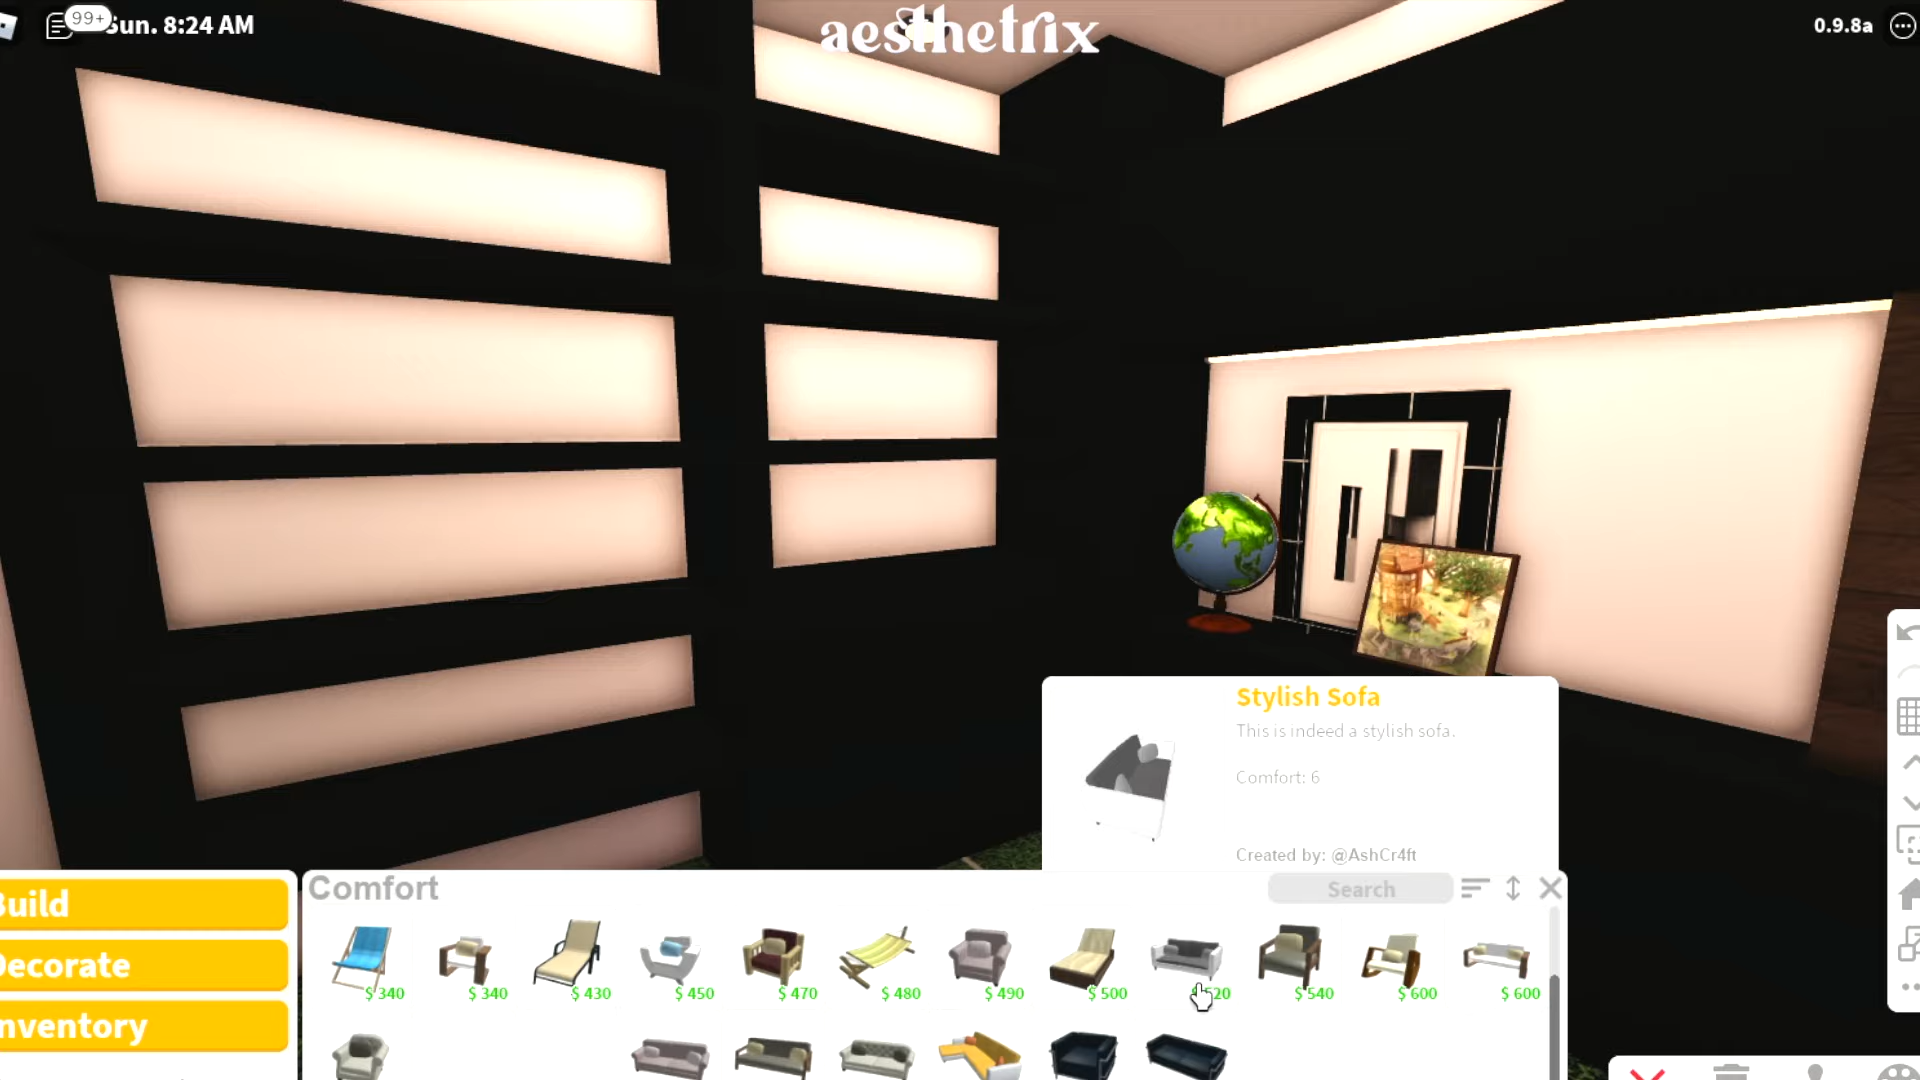 99+
Sun. 8:24 AM
aesthetrix
0.9.8a
Stylish Sofa
This is indeed a stylish sofa.
Comfort: 6
Created by: @AshCr4ft
Build
Decorate
Inventory
Comfort
Search
$ 340
$ 340
$ 430
$ 450
$ 470
$ 480
$ 490
$ 500
20
$ 540
$ 600
$ 600